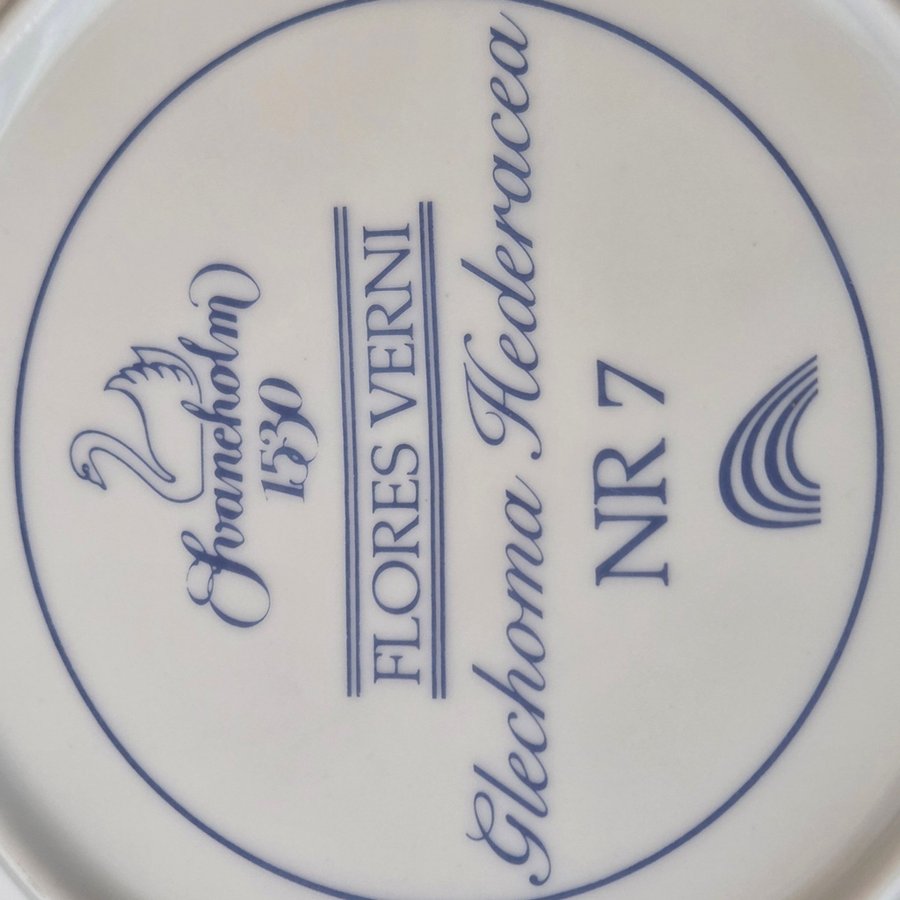 Svaneholm
1530
FLORES VERNI
Glechoma Hederacea
NR 7